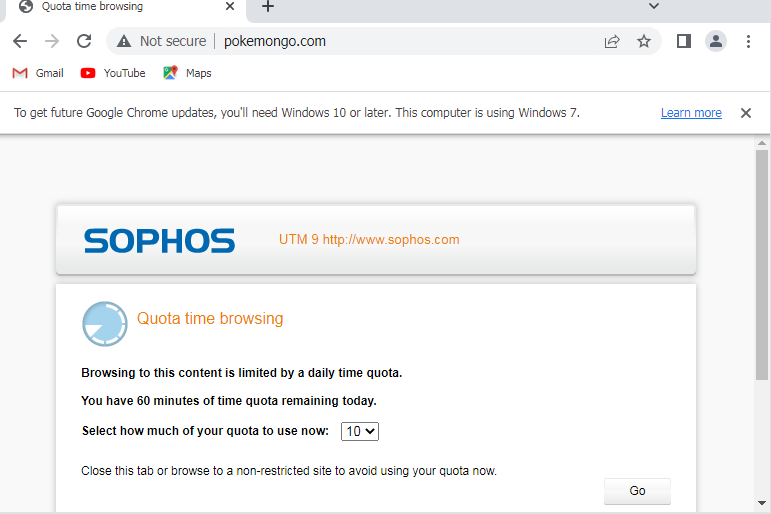 Quota time browsing
Not secure pokemongo.com
Gmail YouTube Maps
To get future Google Chrome updates, you'll need Windows 10 or later. This computer is using Windows 7. Learn more
SOPHOS UTM 9 http://www.sophos.com
Quota time browsing
Browsing to this content is limited by a daily time quota.
You have 60 minutes of time quota remaining today.
Select how much of your quota to use now: 10
Close this tab or browse to a non-restricted site to avoid using your quota now.
Go